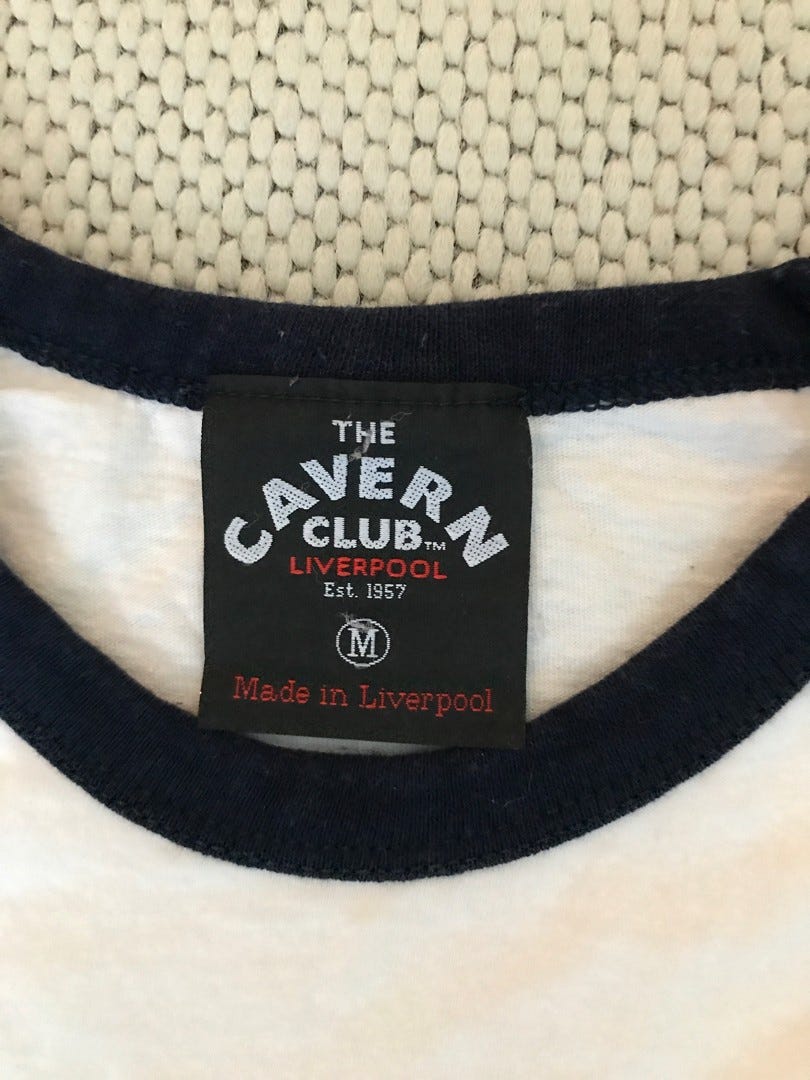 THE
CAVERN
CLUB™
LIVERPOOL
Est. 1957
M
Made in Liverpool